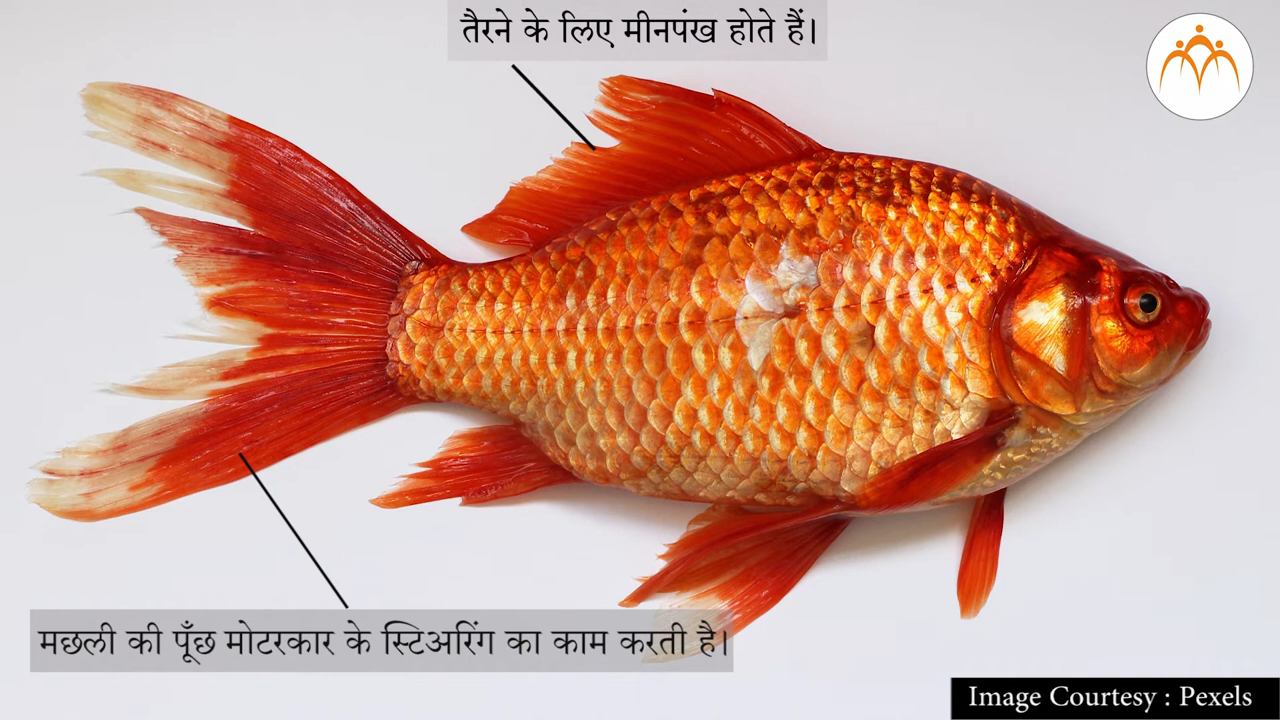 तैरने के लिए मीनपंख होते हैं।
मछली की पूँछ मोटरकार के स्टिअरिंग का काम करती है।
Image Courtesy : Pexels